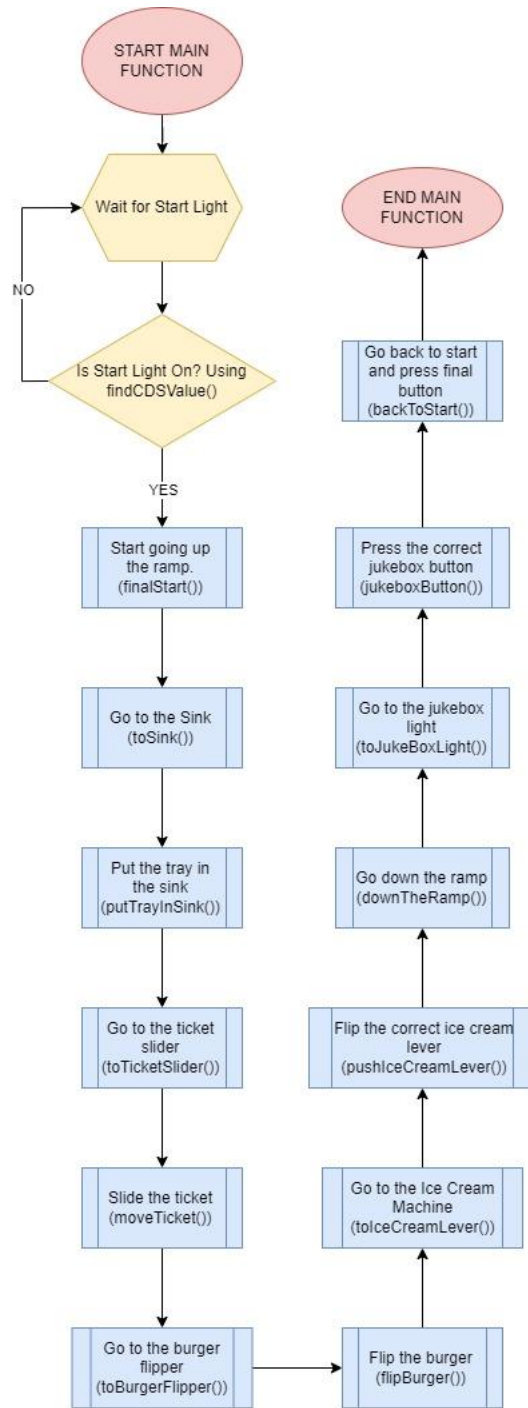 START MAIN
FUNCTION
Wait for Start Light
NO
Is Start Light On? Using
findCDSValue()
YES
Start going up
the ramp.
(finalStart())
Go to the Sink
(toSink())
Put the tray in
the sink
(putTrayInSink())
Go to the ticket
slider
(toTicketSlider())
Slide the ticket
(moveTicket())
Go to the burger
flipper
(toBurgerFlipper())
Flip the burger
(flipBurger())
Go to the Ice Cream
Machine
(toIceCreamLever())
Flip the correct ice cream
lever
(pushIceCreamLever())
Go down the ramp
(downTheRamp())
Go to the jukebox
light
(toJukeBoxLight())
Press the correct
jukebox button
(jukeboxButton())
Go back to start
and press final
button
(backToStart())
END MAIN
FUNCTION